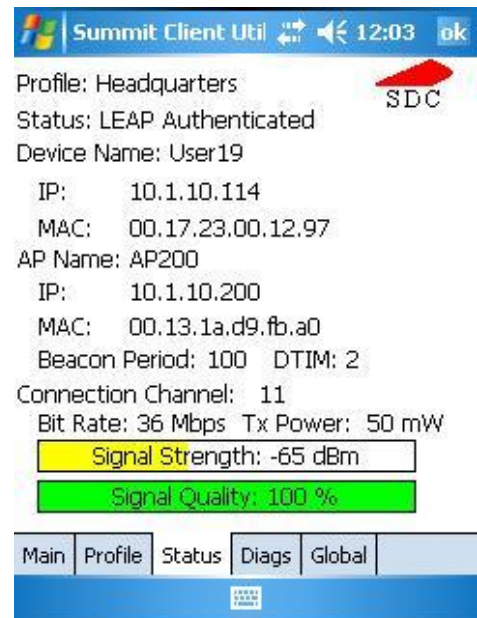 Summit Client Util 12:03 ok
Profile: Headquarters
SDC
Status: LEAP Authenticated
Device Name: User19
IP: 10.1.10.114
MAC: 00.17.23.00.12.97
AP Name: AP200
IP: 10.1.10.200
MAC: 00.13.1a.d9.fb.a0
Beacon Period: 100 DTIM: 2
Connection Channel: 11
Bit Rate: 36 Mbps Tx Power: 50 mW
Signal Strength: -65 dBm
Signal Quality: 100 %
Main Profile Status Diags Global